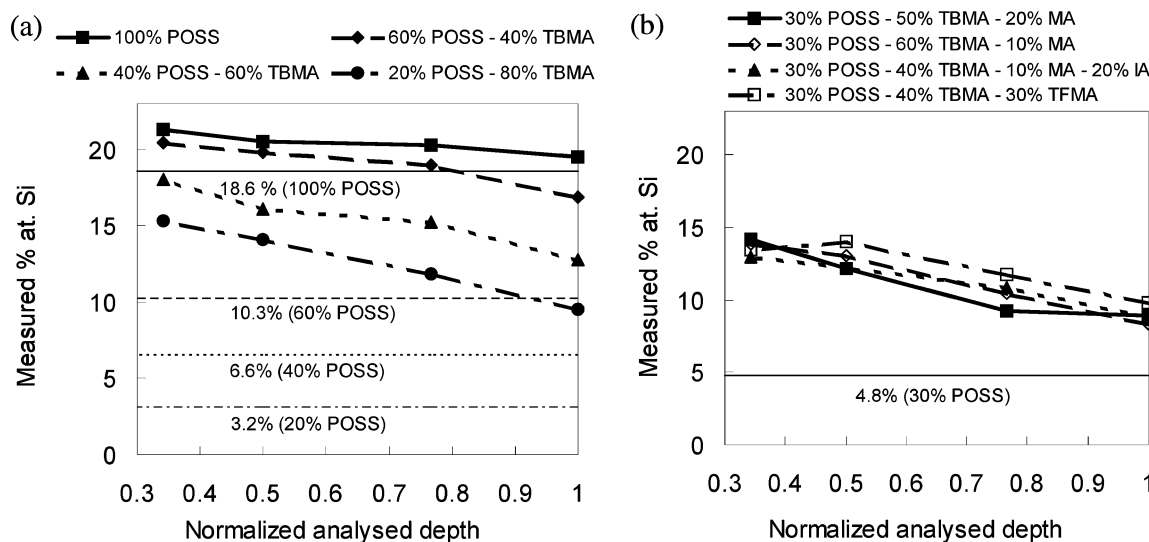 (a)
100% POSS
60% POSS - 40% TBMA
40% POSS - 60% TBMA
20% POSS - 80% TBMA
Measured % at. Si
20
15
10
5
0
18.6 % (100% POSS)
10.3% (60% POSS)
6.6% (40% POSS)
3.2% (20% POSS)
0.3 0.4 0.5 0.6 0.7 0.8 0.9 1
Normalized analysed depth
(b)
30% POSS - 50% TBMA - 20% MA
30% POSS - 60% TBMA - 10% MA
30% POSS - 40% TBMA - 10% MA - 20% IA
30% POSS - 40% TBMA - 30% TFMA
Measured % at. Si
20
15
10
5
0
4.8% (30% POSS)
0.3 0.4 0.5 0.6 0.7 0.8 0.9 1
Normalized analysed depth